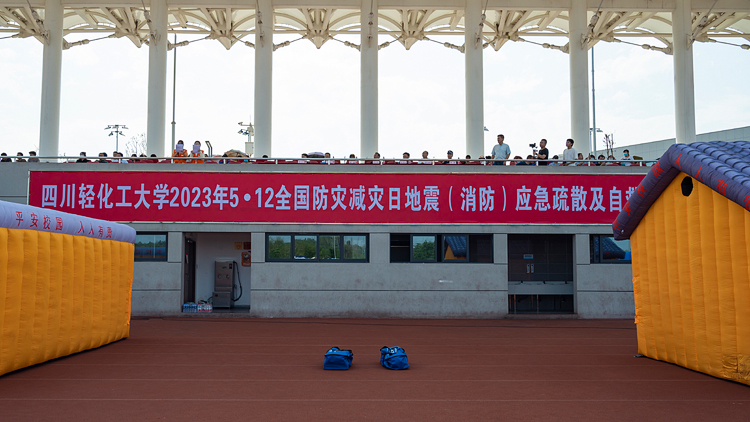 四川轻化工大学2023年5·12全国防灾减灾日地震（消防）应急疏散及自救
平安校园 人人有责